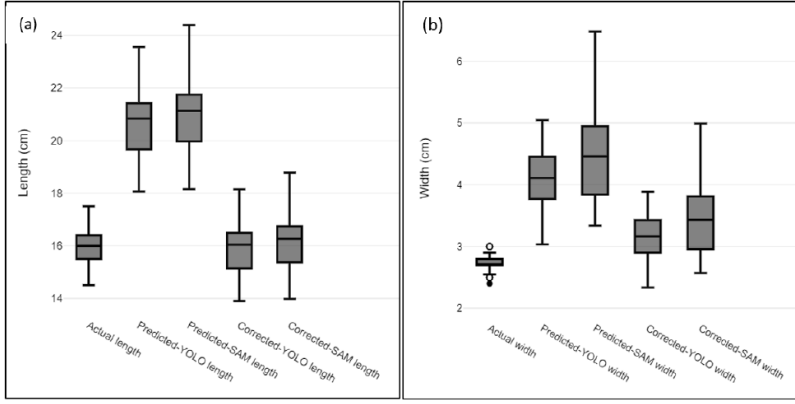 (a)
24
22
20
18
16
14
Length (cm)
Actual length
Predicted-YOLO length
Predicted-SAM length
Corrected-YOLO length
Corrected-SAM length
(b)
6
5
4
3
2
Width (cm)
Actual width
Predicted-YOLO width
Predicted-SAM width
Corrected-YOLO width
Corrected-SAM width